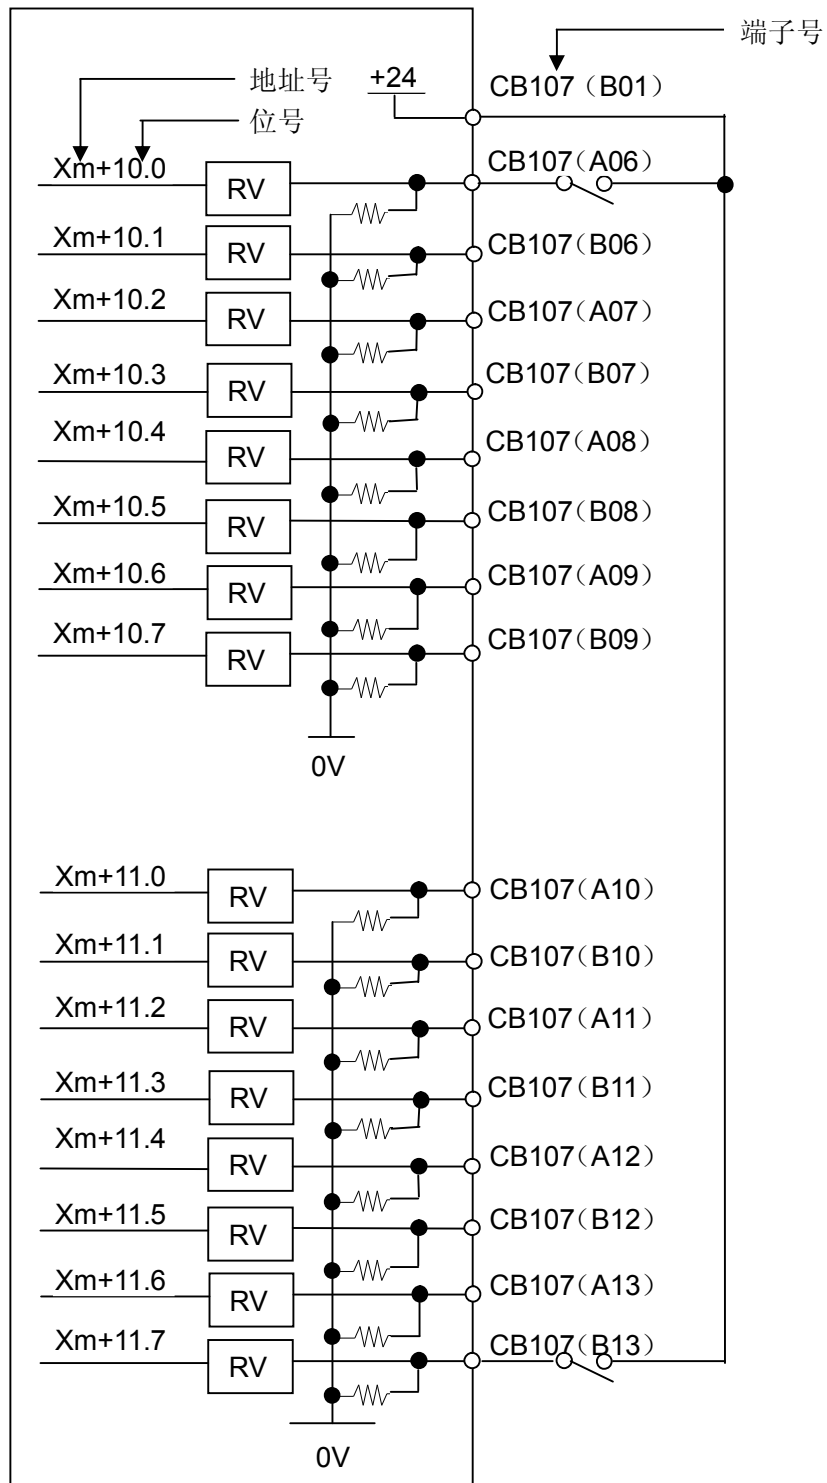 端子号
地址号
+24
CB107（B01）
位号
Xm+10.0
RV
CB107（A06）
Xm+10.1
RV
CB107（B06）
Xm+10.2
RV
CB107（A07）
Xm+10.3
RV
CB107（B07）
Xm+10.4
RV
CB107（A08）
Xm+10.5
RV
CB107（B08）
Xm+10.6
RV
CB107（A09）
Xm+10.7
RV
CB107（B09）
0V
Xm+11.0
RV
CB107（A10）
Xm+11.1
RV
CB107（B10）
Xm+11.2
RV
CB107（A11）
Xm+11.3
RV
CB107（B11）
Xm+11.4
RV
CB107（A12）
Xm+11.5
RV
CB107（B12）
Xm+11.6
RV
CB107（A13）
Xm+11.7
RV
CB107（B13）
0V